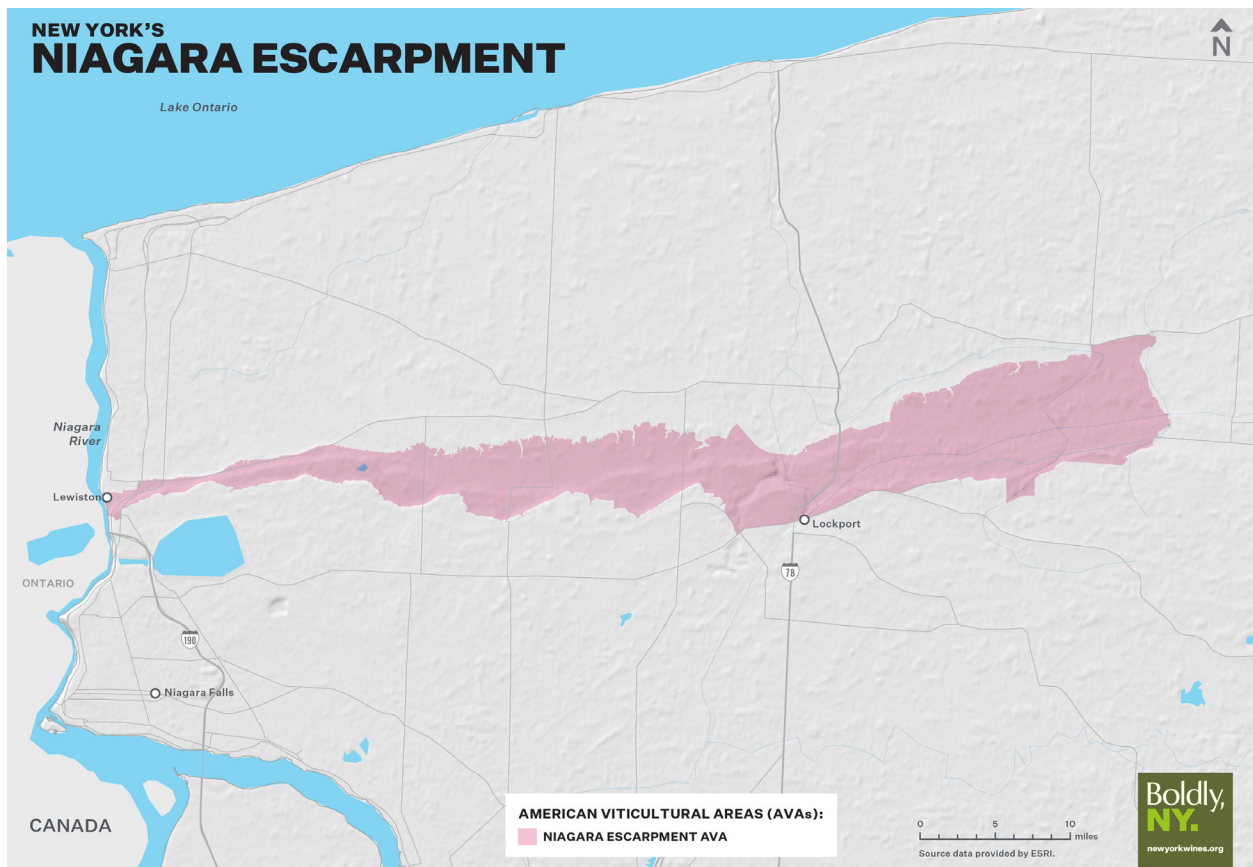 NEW YORK'S
NIAGARA ESCARPMENT
N
Lake Ontario
Niagara
River
Lewiston
Lockport
ONTARIO
78
190
Niagara Falls
CANADA
AMERICAN VITICULTURAL AREAS (AVAs):
NIAGARA ESCARPMENT AVA
0 5 10
miles
Source data provided by ESRI.
Boldly,
NY.
newyorkwines.org